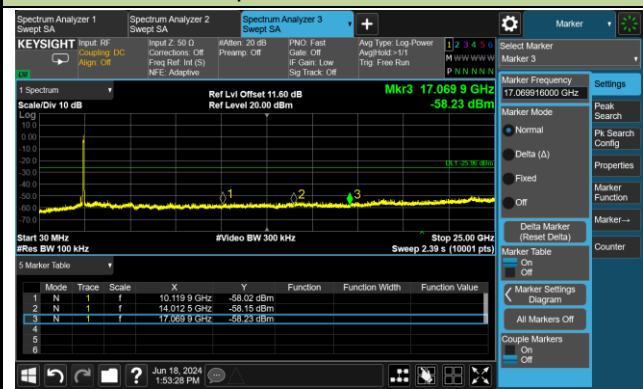 Spectrum Analyzer 1
Swept SA
Spectrum Analyzer 2
Swept SA
Spectrum Analyzer 3
Swept SA
Marker
KEYSIGHT
Input: RF
Coupling: DC
Align: Off
Input Z: 50 Ω
Corrections: Off
Freq Ref: Int (S)
NFE: Adaptive
#Atten: 20 dB
Preamp: Off
PNO: Fast
Gate: Off
IF Gain: Low
Sig Track: Off
Avg Type: Log-Power
Avg|Hold:>1/1
Trig: Free Run
1 2 3 4 5 6
M W W W W W
P N N N N N
Select Marker
Marker 3
1 Spectrum
Scale/Div 10 dB
Ref Lvl Offset 11.60 dB
Ref Level 20.00 dBm
Mkr3 17.069 9 GHz
-58.23 dBm
Log
10.0
0.00
-10.0
-20.0
-30.0
-40.0
-50.0
-60.0
-70.0
DL1 -25.96 dBm
1
2
3
Start 30 MHz
#Res BW 100 kHz
#Video BW 300 kHz
Stop 25.00 GHz
Sweep 2.39 s (10001 pts)
5 Marker Table
Mode Trace Scale X Y Function Function Width Function Value
1 N 1 f 10.119 9 GHz -58.02 dBm
2 N 1 f 14.012 5 GHz -58.15 dBm
3 N 1 f 17.069 9 GHz -58.23 dBm
4
5
6
Marker Frequency
17.069916000 GHz
Marker Mode
Normal
Delta (Δ)
Fixed
Off
Delta Marker
(Reset Delta)
Marker Table
On
Off
Marker Settings
Diagram
All Markers Off
Couple Markers
On
Off
Settings
Peak
Search
Pk Search
Config
Properties
Marker
Function
Marker→
Counter
Jun 18, 2024
1:53:28 PM